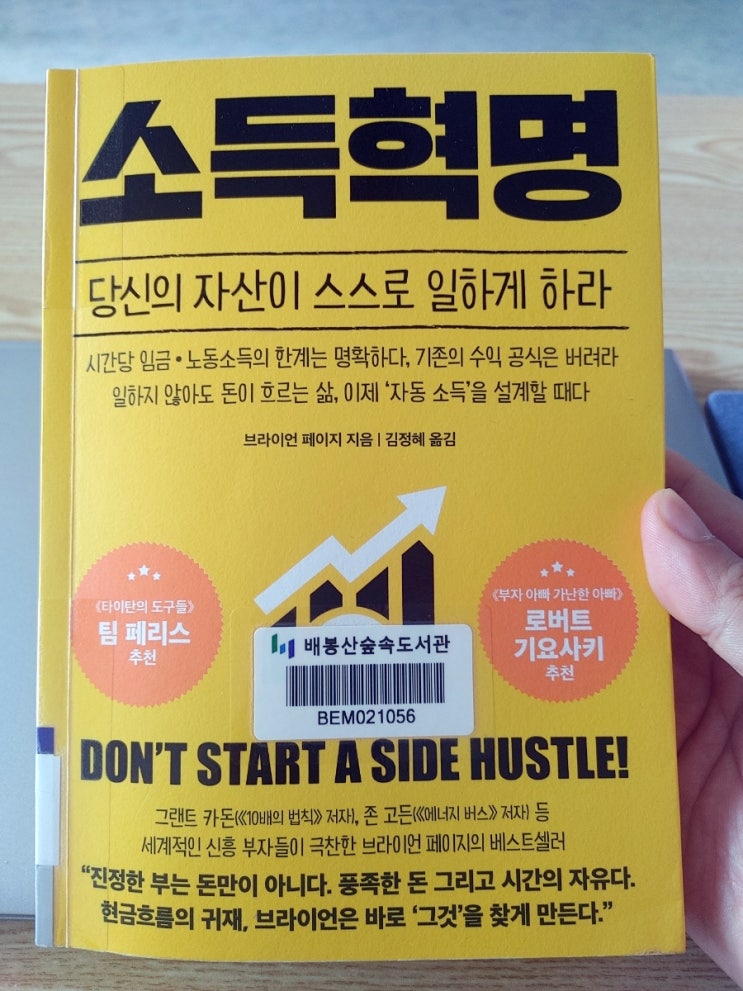 소득혁명
당신의 자산이 스스로 일하게 하라
시간당 임금•노동소득의 한계는 명확하다, 기존의 수익 공식은 버려라
일하지 않아도 돈이 흐르는 삶, 이제 ‘자동 소득’을 설계할 때다
브라이언 페이지 지음 | 김정혜 옮김
《타이탄의 도구들》
팀 페리스
추천
《부자 아빠 가난한 아빠》
로버트
기요사키
추천
배봉산숲속도서관
BEM021056
DON’T START A SIDE HUSTLE!
그랜트 카돈(《10배의 법칙》 저자), 존 고든(《에너지 버스》 저자) 등
세계적인 신흥 부자들이 극찬한 브라이언 페이지의 베스트셀러
“진정한 부는 돈만이 아니다. 풍족한 돈 그리고 시간의 자유다.
현금흐름의 귀재, 브라이언은 바로 ‘그것’을 찾게 만든다.”